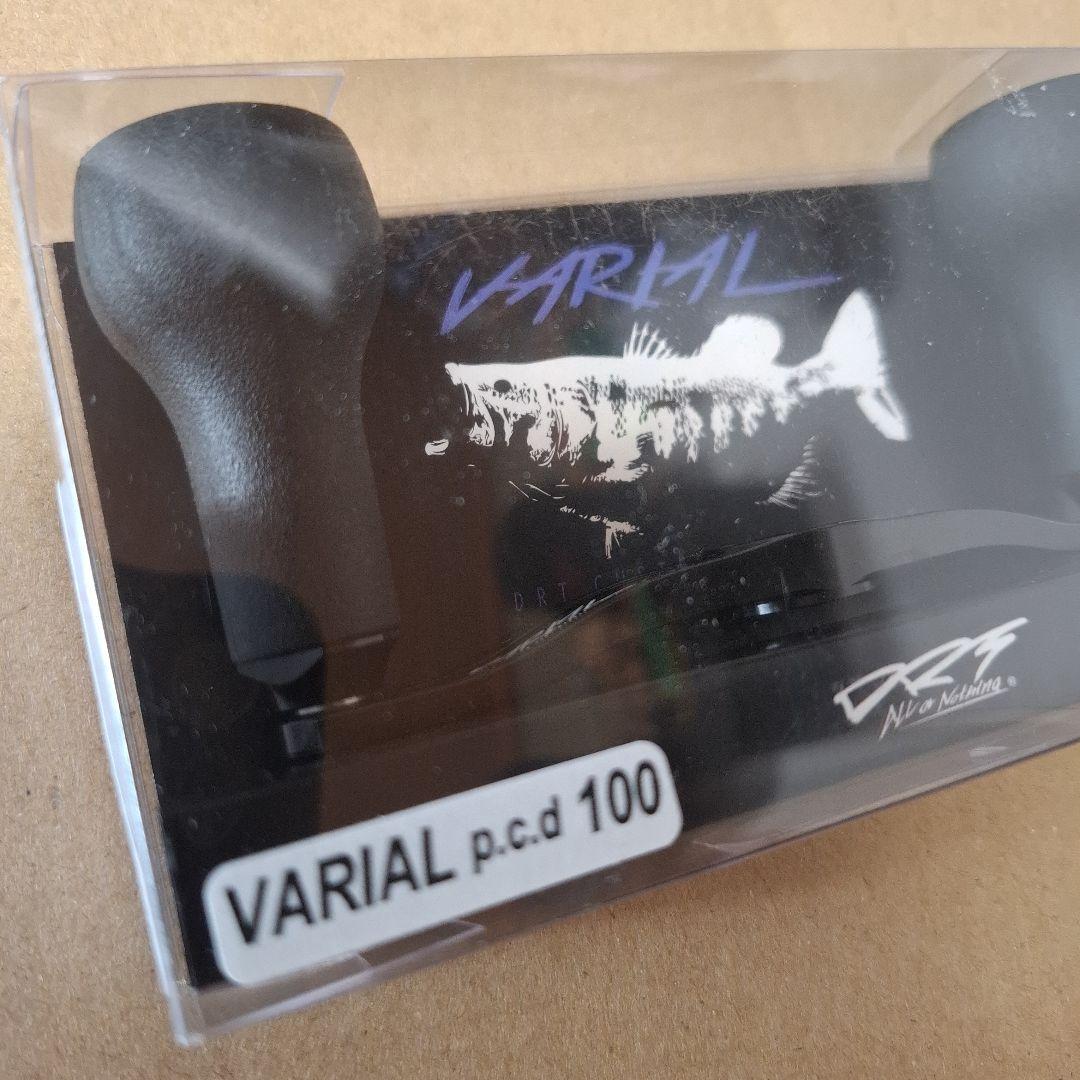 VARIAL
DRT
All or Nothing ®
VARIAL p.c.d 100